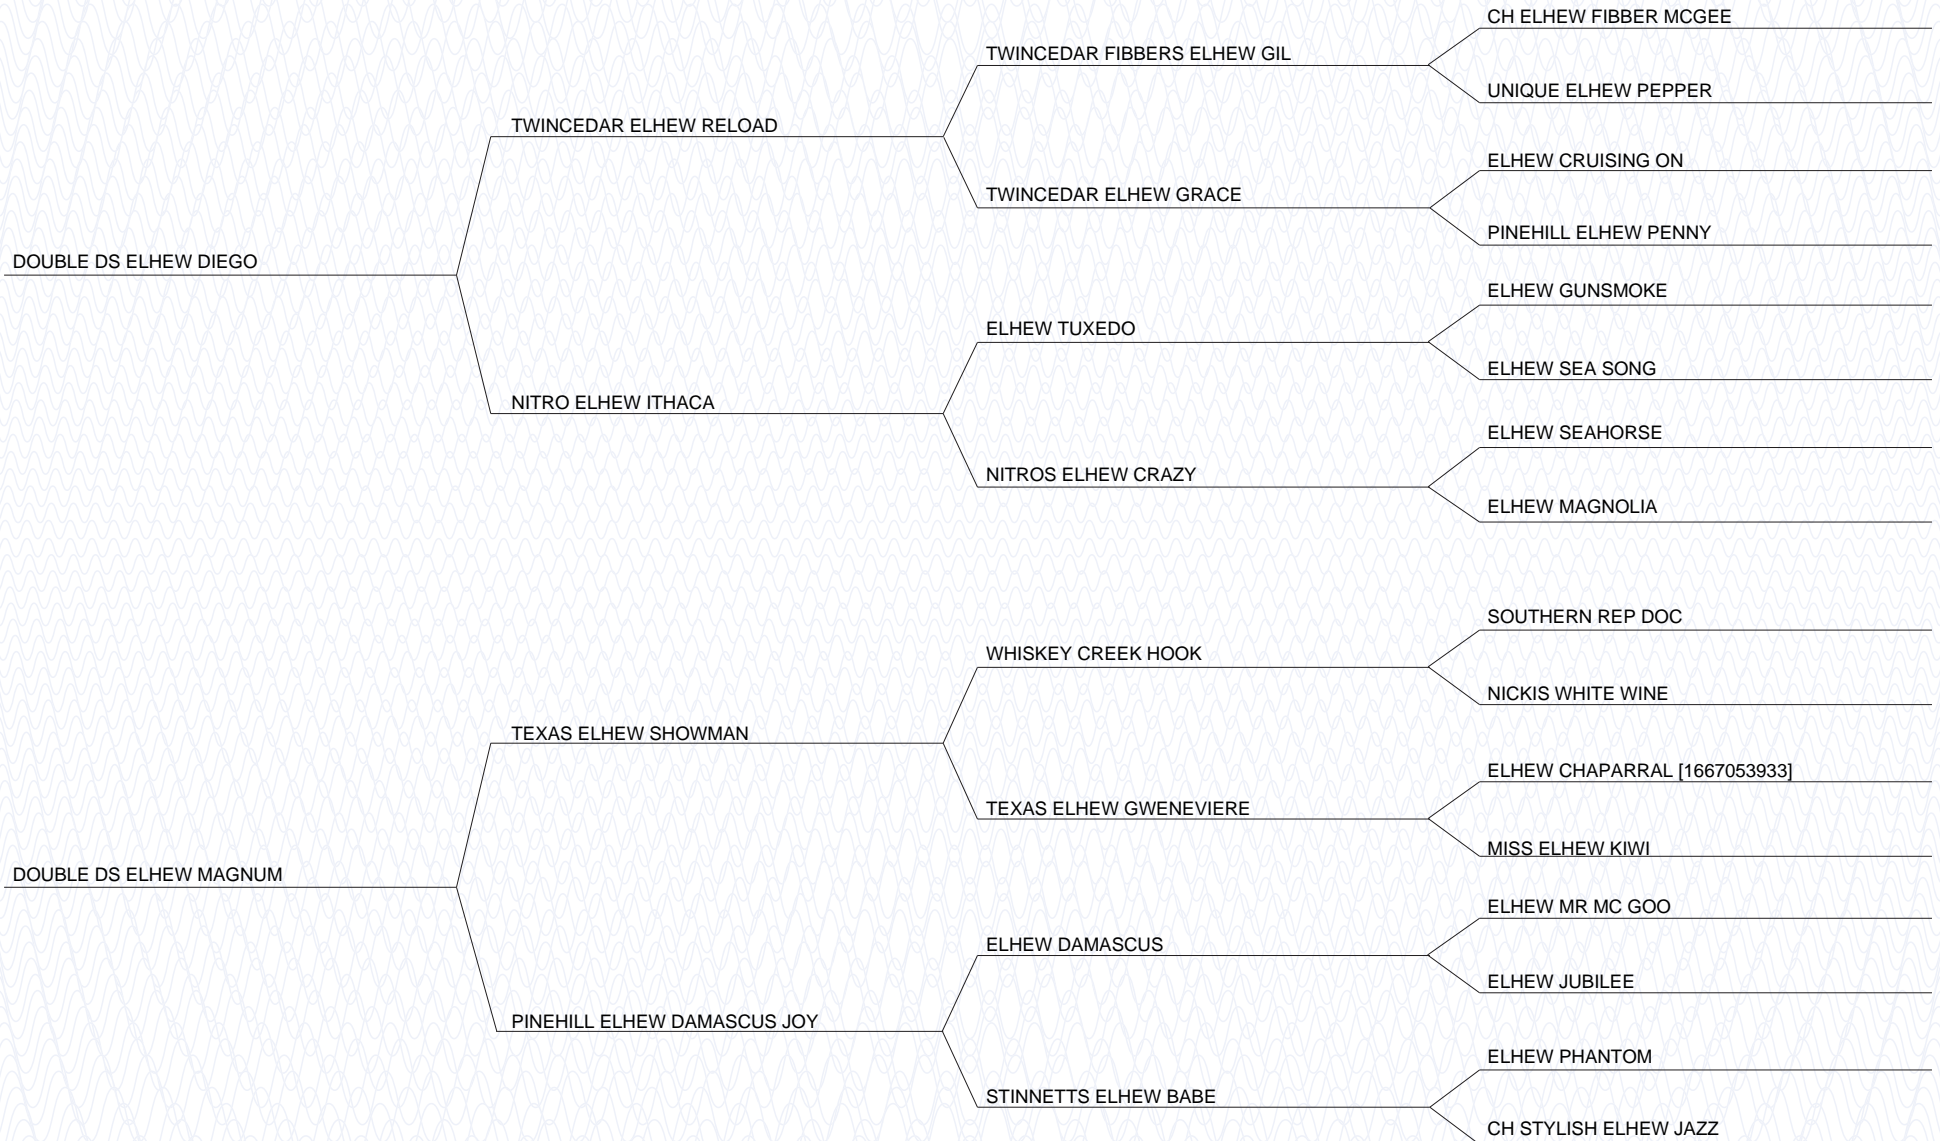 CH ELHEW FIBBER MCGEE
TWINCEDAR FIBBERS ELHEW GIL
UNIQUE ELHEW PEPPER
TWINCEDAR ELHEW RELOAD
ELHEW CRUISING ON
TWINCEDAR ELHEW GRACE
PINEHILL ELHEW PENNY
DOUBLE DS ELHEW DIEGO
ELHEW GUNSMOKE
ELHEW TUXEDO
ELHEW SEA SONG
NITRO ELHEW ITHACA
ELHEW SEAHORSE
NITROS ELHEW CRAZY
ELHEW MAGNOLIA
SOUTHERN REP DOC
WHISKEY CREEK HOOK
NICKIS WHITE WINE
TEXAS ELHEW SHOWMAN
ELHEW CHAPARRAL [1667053933]
TEXAS ELHEW GWENEVIERE
MISS ELHEW KIWI
DOUBLE DS ELHEW MAGNUM
ELHEW MR MC GOO
ELHEW DAMASCUS
ELHEW JUBILEE
PINEHILL ELHEW DAMASCUS JOY
ELHEW PHANTOM
STINNETTS ELHEW BABE
CH STYLISH ELHEW JAZZ